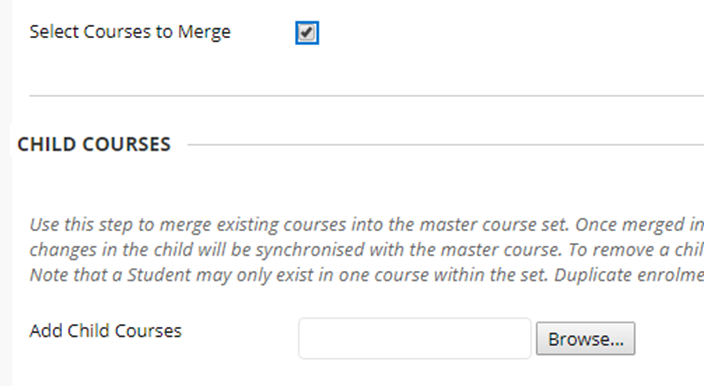 Select Courses to Merge
CHILD COURSES
Use this step to merge existing courses into the master course set. Once merged in
changes in the child will be synchronised with the master course. To remove a
Note that a Student may only exist in one course within the set. Duplicate
Add Child Courses
Browse...